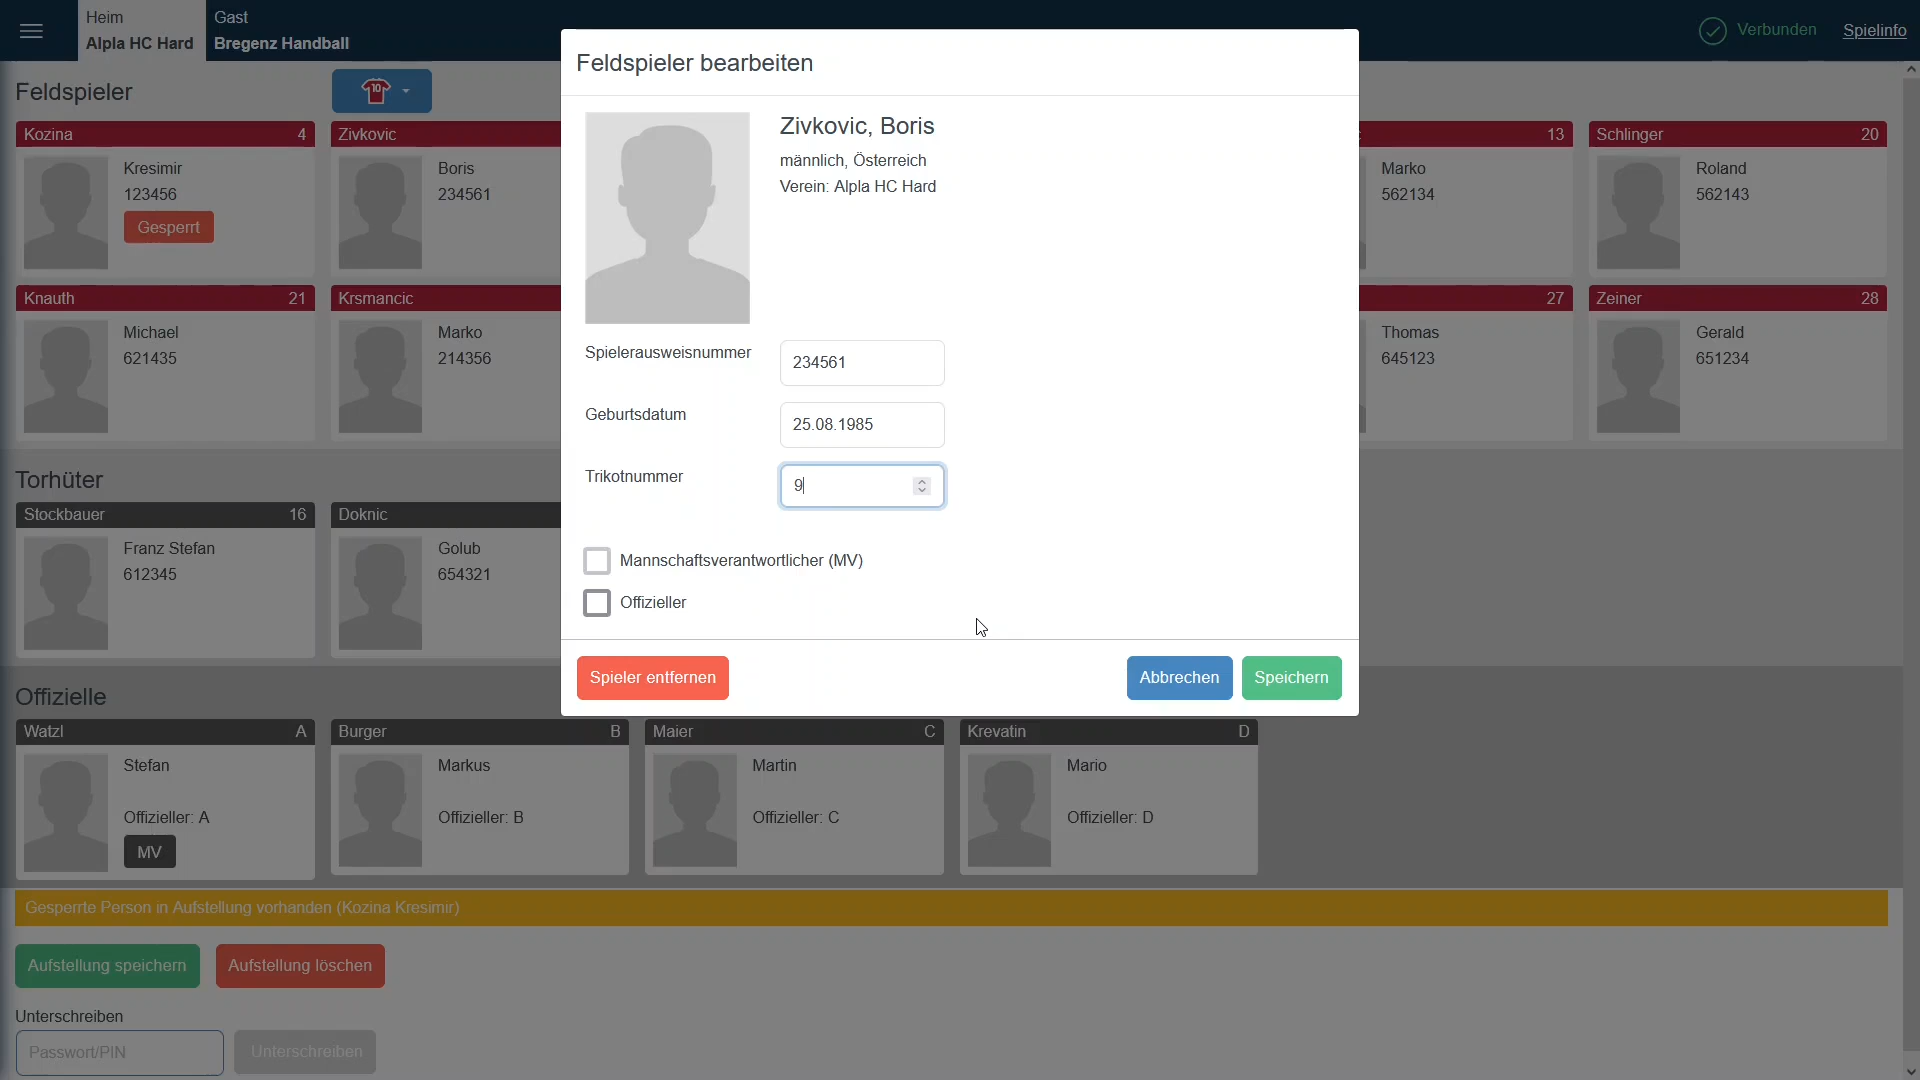 Heim
Alpla HC Hard
Gast
Bregenz Handball
Verbunden
Spielinfo
Feldspieler
10
Kozina 4
Kresimir
123456
Gesperrt
Zivkovic
Boris
234561
13
Marko
562134
Schlinger 20
Roland
562143
Knauth 21
Michael
621435
Krsmancic
Marko
214356
27
Thomas
645123
Zeiner 28
Gerald
651234
Torhüter
Stockbauer 16
Franz Stefan
612345
Doknic
Golub
654321
Offizielle
Watzl A
Stefan
Offizieller: A
MV
Burger B
Markus
Offizieller: B
Maier C
Martin
Offizieller: C
Krevatin D
Mario
Offizieller: D
Gesperrte Person in Aufstellung vorhanden (Kozina Kresimir)
Aufstellung speichern
Aufstellung löschen
Unterschreiben
Passwort/PIN
Unterschreiben
Feldspieler bearbeiten
Zivkovic, Boris
männlich, Österreich
Verein: Alpla HC Hard
Spielerausweisnummer 234561
Geburtsdatum 25.08.1985
Trikotnummer 9
Mannschaftsverantwortlicher (MV)
Offizieller
Spieler entfernen
Abbrechen
Speichern